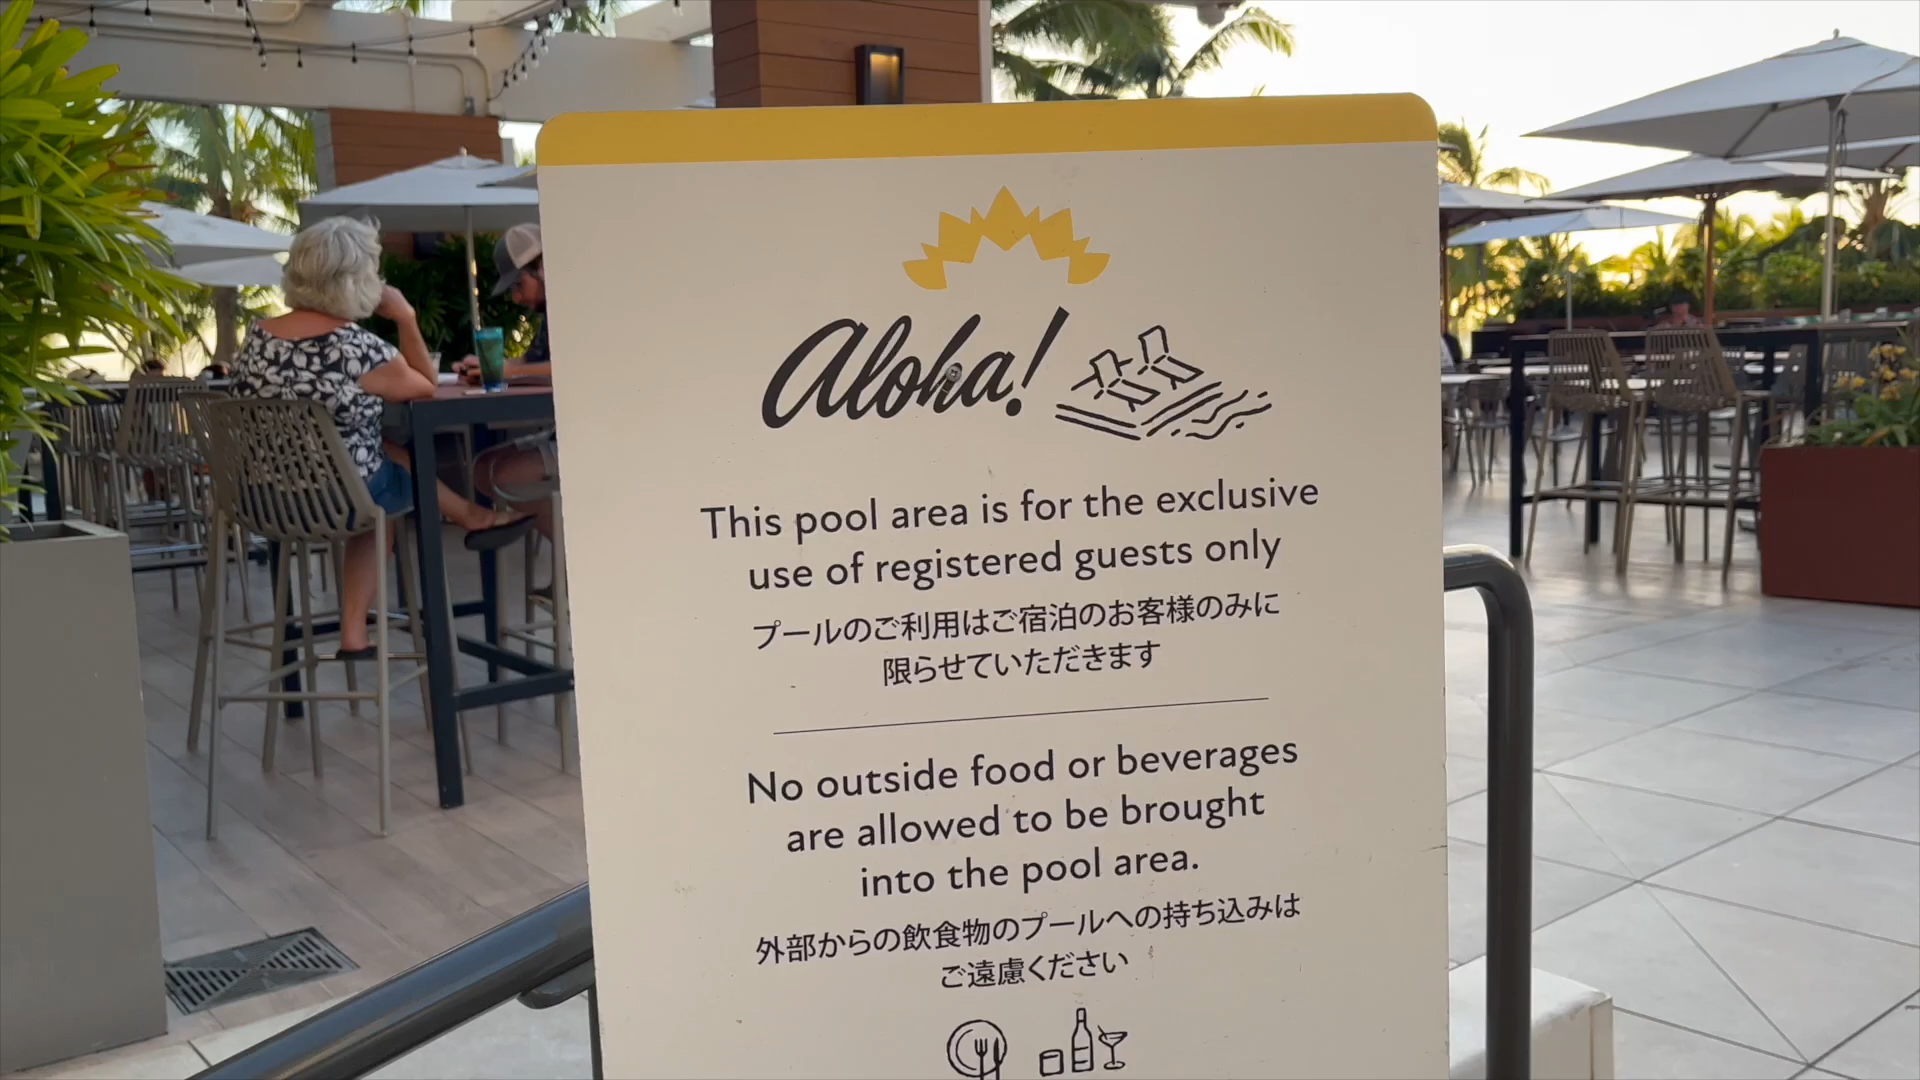 Aloha!
This pool area is for the exclusive
use of registered guests only
プールのご利用はご宿泊のお客様のみに
限らせていただきます
No outside food or beverages
are allowed to be brought
into the pool area.
外部からの飲食物のプールへの持ち込みは
ご遠慮ください